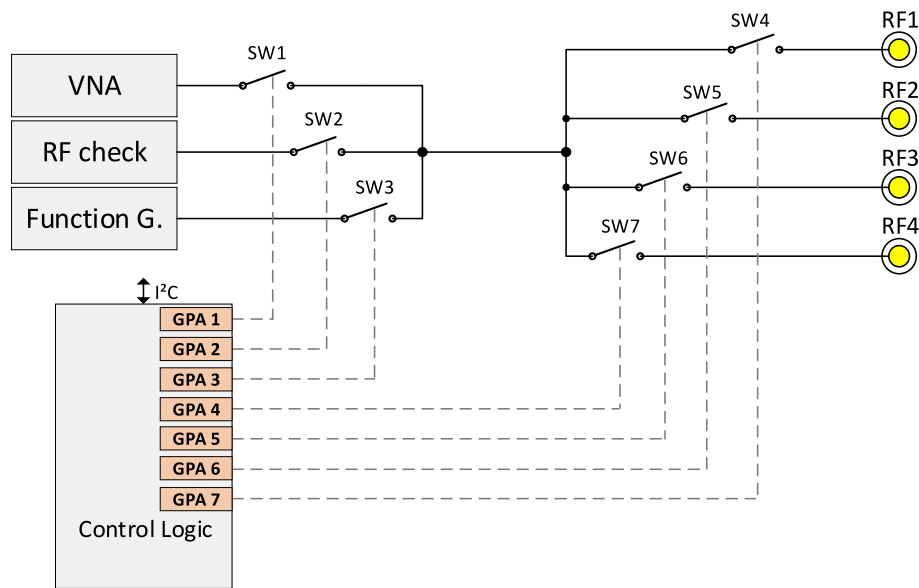 SW4
RF1
SW1
VNA
SW5
RF2
SW2
RF check
SW6
RF3
SW3
Function G.
SW7
RF4
I²C
GPA 1
GPA 2
GPA 3
GPA 4
GPA 5
GPA 6
GPA 7
Control Logic